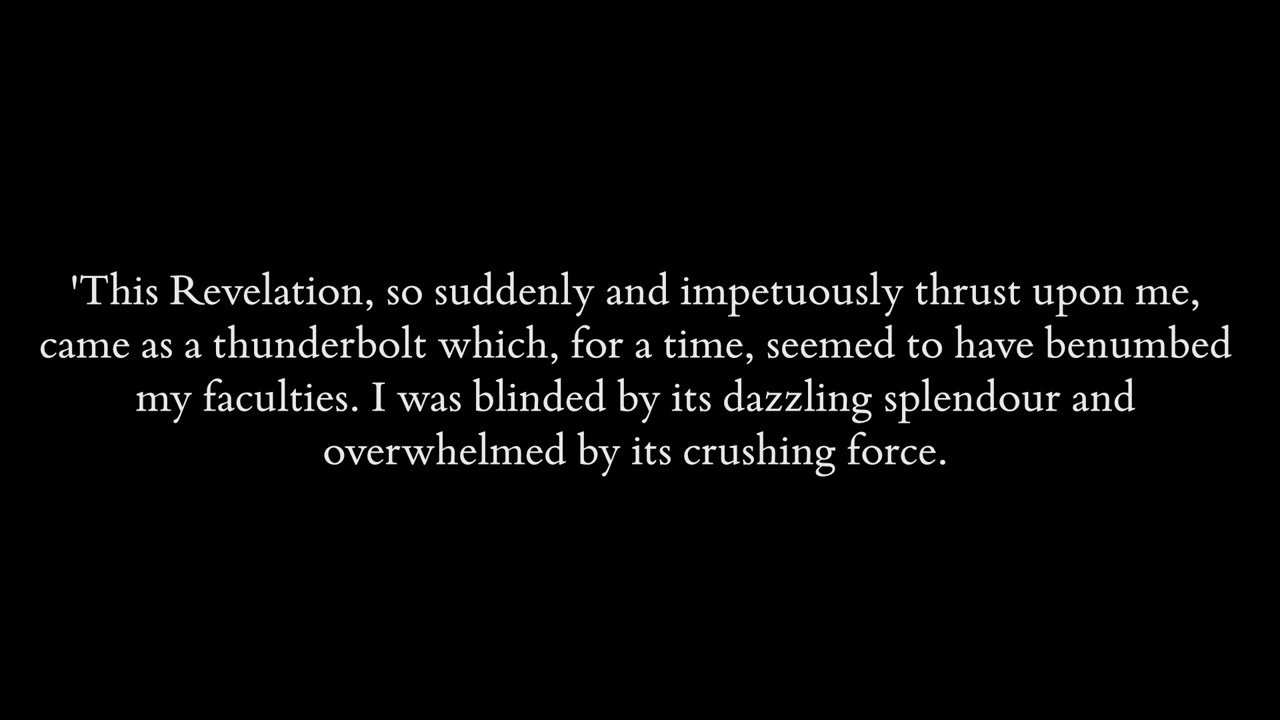 'This Revelation, so suddenly and impetuously thrust upon me,
came as a thunderbolt which, for a time, seemed to have benumbed
my faculties. I was blinded by its dazzling splendour and
overwhelmed by its crushing force.